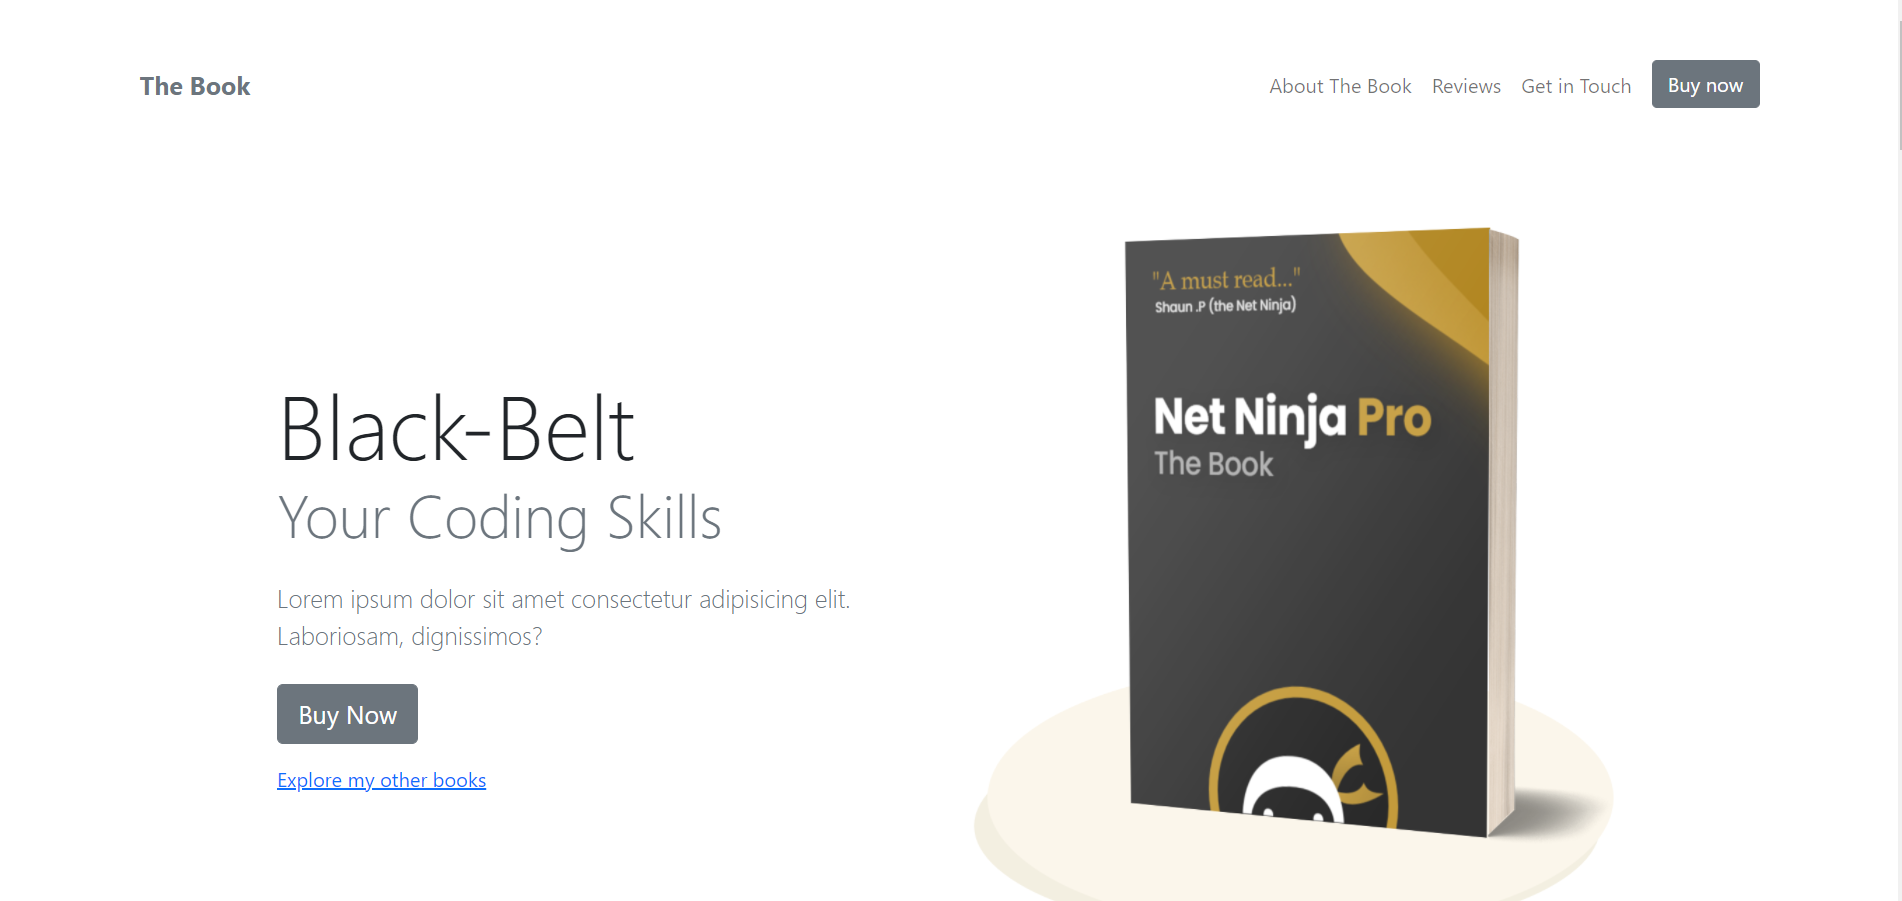 The Book
About The Book
Reviews
Get in Touch
Buy now
Black-Belt
Your Coding Skills
Lorem ipsum dolor sit amet consectetur adipisicing elit.
Laboriosam, dignissimos?
Buy Now
Explore my other books
"A must read..."
Shaun .P (the Net Ninja)
Net Ninja Pro
The Book